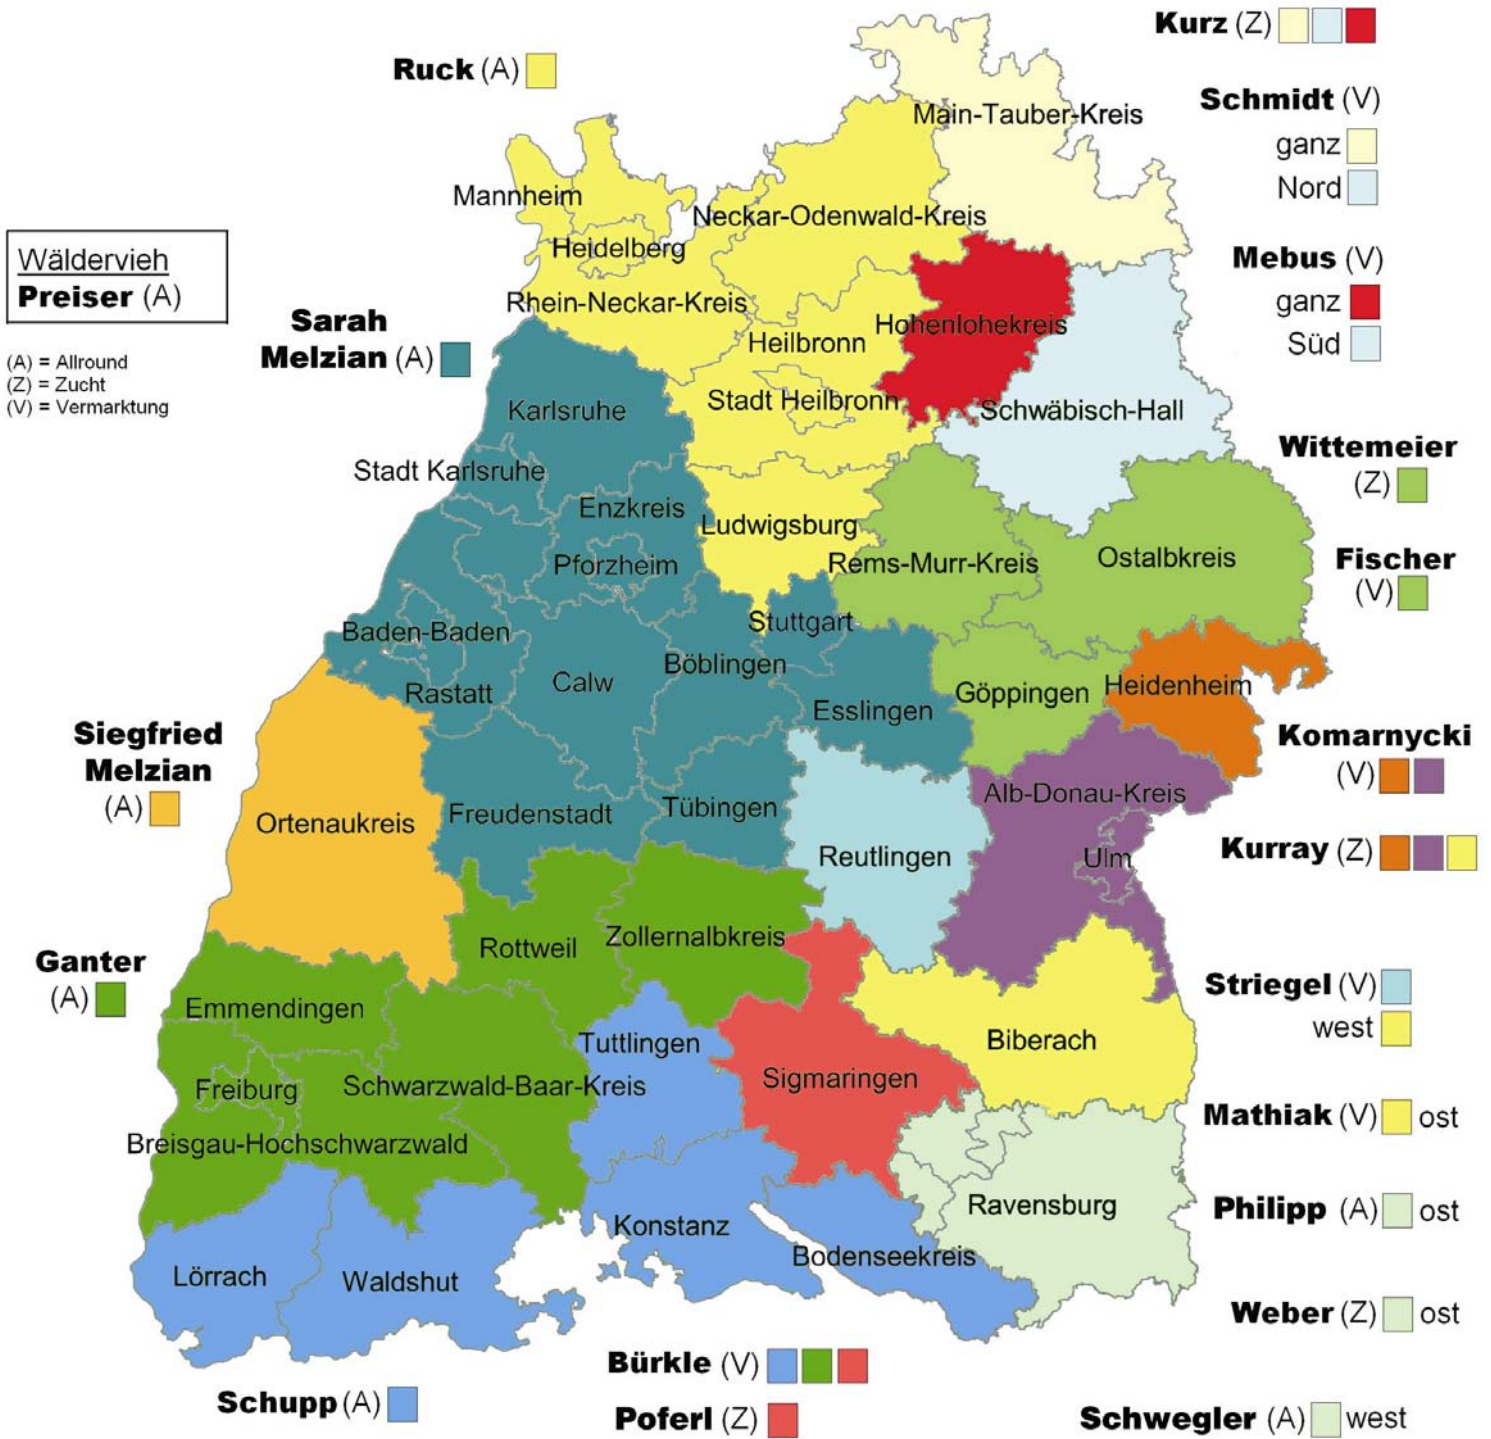 Kurz (Z)
Ruck (A)
Schmidt (V)
ganz
Nord
Main-Tauber-Kreis
Mannheim
Neckar-Odenwald-Kreis
Heidelberg
Wäldervieh
Preiser (A)
Mebus (V)
ganz
Süd
Rhein-Neckar-Kreis
Sarah
Melzian (A)
Hohenlohekreis
Heilbronn
(A) = Allround
(Z) = Zucht
(V) = Vermarktung
Stadt Heilbronn
Karlsruhe
Schwäbisch-Hall
Wittemeier
(Z)
Stadt Karlsruhe
Enzkreis
Ludwigsburg
Pforzheim
Rems-Murr-Kreis
Ostalbkreis
Fischer
(V)
Baden-Baden
Stuttgart
Böblingen
Calw
Rastatt
Esslingen
Göppingen
Heidenheim
Siegfried
Melzian
(A)
Komarnycki
(V)
Ortenaukreis
Freudenstadt
Tübingen
Alb-Donau-Kreis
Reutlingen
Ulm
Kurray (Z)
Rottweil
Zollernalbkreis
Ganter
(A)
Emmendingen
Striegel (V)
west
Tuttlingen
Biberach
Freiburg
Schwarzwald-Baar-Kreis
Sigmaringen
Mathiak (V) ost
Breisgau-Hochschwarzwald
Ravensburg
Philipp (A) ost
Konstanz
Bodenseekreis
Lörrach
Waldshut
Weber (Z) ost
Bürkle (V)
Schupp (A)
Poferl (Z)
Schwegler (A) west